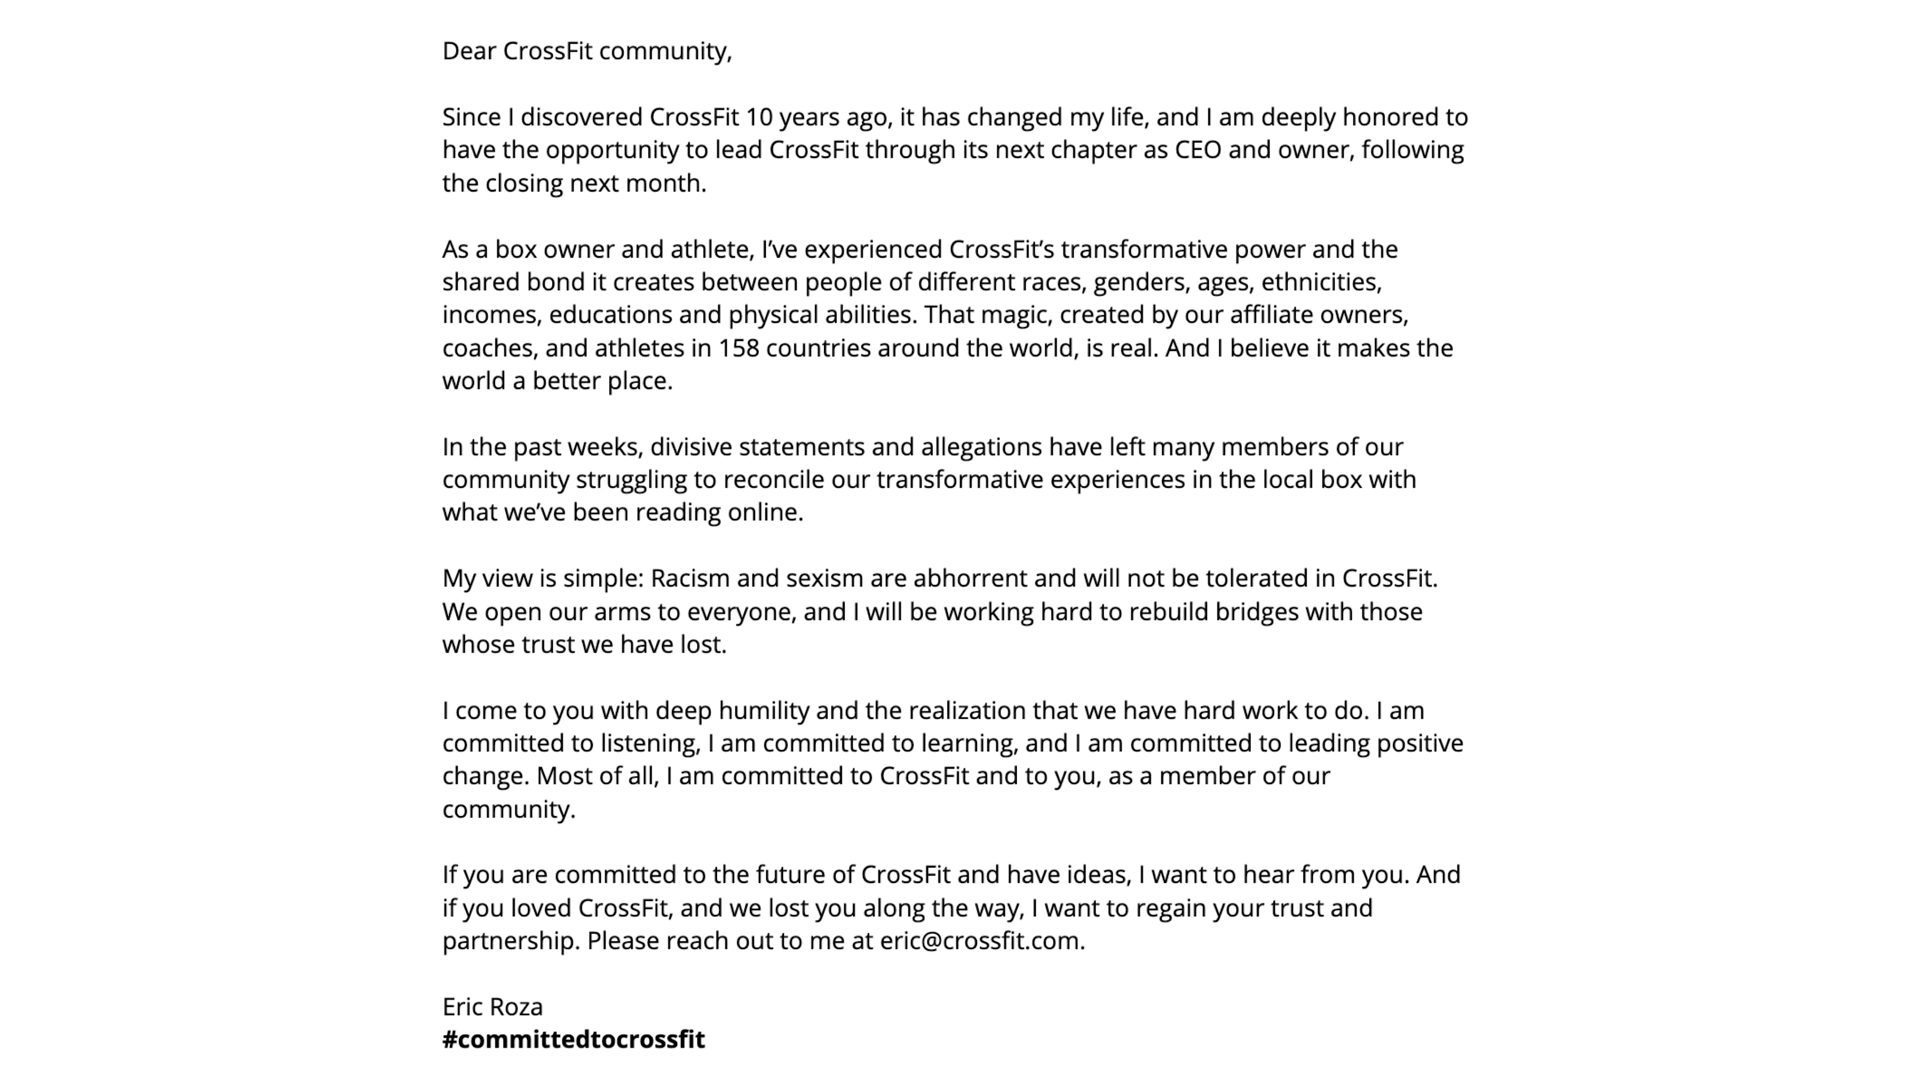 Dear CrossFit community,
Since I discovered CrossFit 10 years ago, it has changed my life, and I am deeply honored to
have the opportunity to lead CrossFit through its next chapter as CEO and owner, following
the closing next month.
As a box owner and athlete, I’ve experienced CrossFit’s transformative power and the
shared bond it creates between people of different races, genders, ages, ethnicities,
incomes, educations and physical abilities. That magic, created by our affiliate owners,
coaches, and athletes in 158 countries around the world, is real. And I believe it makes the
world a better place.
In the past weeks, divisive statements and allegations have left many members of our
community struggling to reconcile our transformative experiences in the local box with
what we’ve been reading online.
My view is simple: Racism and sexism are abhorrent and will not be tolerated in CrossFit.
We open our arms to everyone, and I will be working hard to rebuild bridges with those
whose trust we have lost.
I come to you with deep humility and the realization that we have hard work to do. I am
committed to listening, I am committed to learning, and I am committed to leading positive
change. Most of all, I am committed to CrossFit and to you, as a member of our
community.
If you are committed to the future of CrossFit and have ideas, I want to hear from you. And
if you loved CrossFit, and we lost you along the way, I want to regain your trust and
partnership. Please reach out to me at eric@crossfit.com.
Eric Roza
#committedtocrossfit